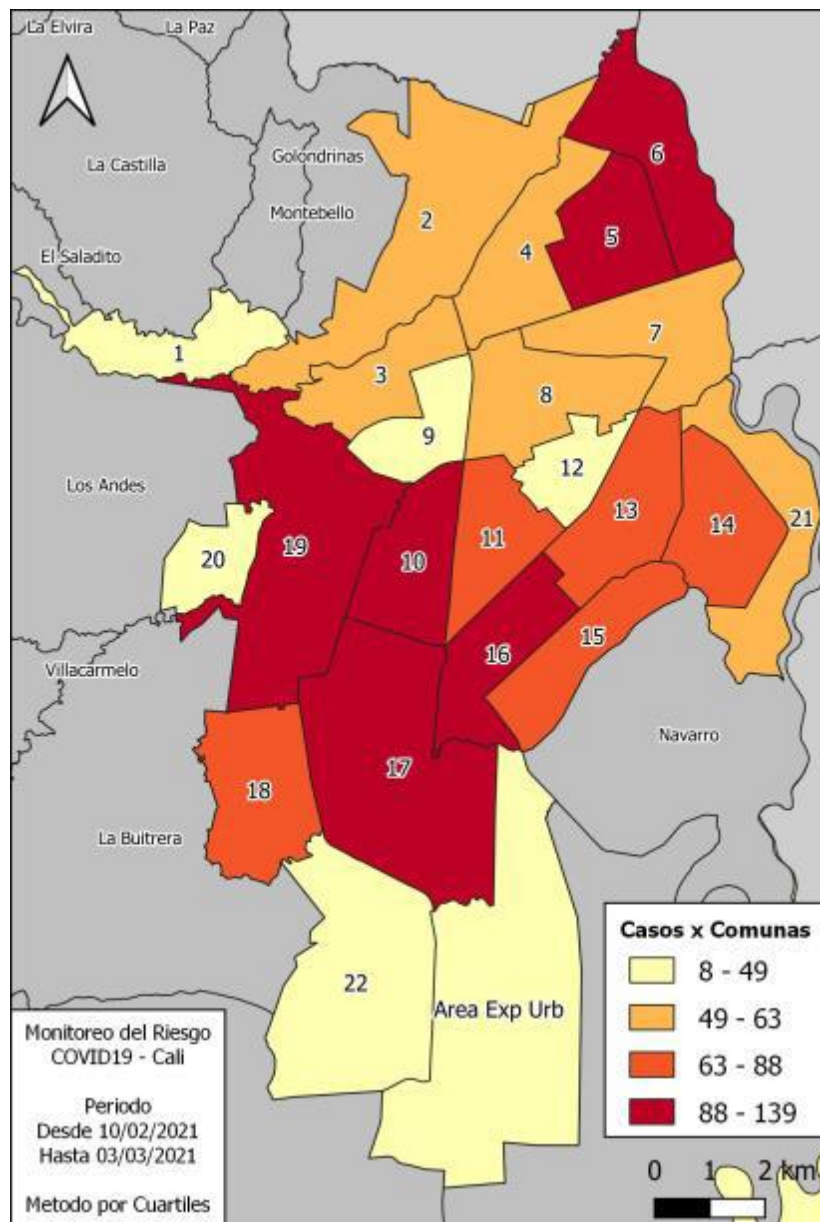 La Elvira
La Paz
La Castilla
Golondrinas
Montebello
El Saladito
6
2
4
5
1
7
3
8
9
12
Los Andes
19
10
11
13
14
21
20
16
15
Villacarmelo
17
Navarro
18
La Buitrera
22
Area Exp Urb
Casos x Comunas
8 - 49
49 - 63
63 - 88
88 - 139
Monitoreo del Riesgo
COVID19 - Cali
Periodo
Desde 10/02/2021
Hasta 03/03/2021
Metodo por Cuartiles
0 1 2 km